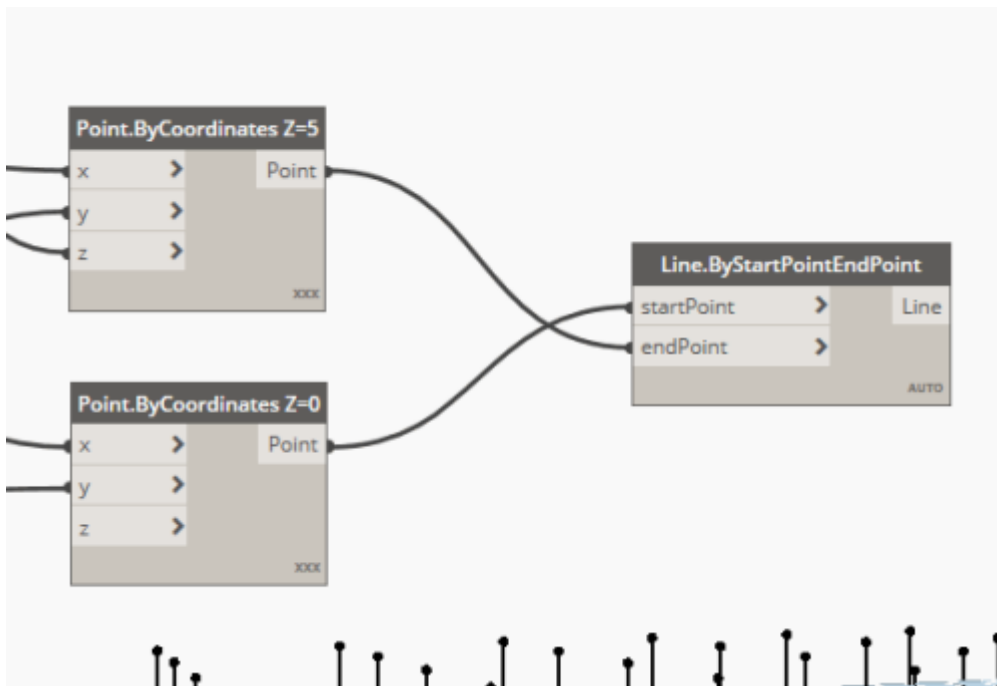 Point.ByCoordinates Z=5
x
Point
y
z
xxx
Line.ByStartPointEndPoint
startPoint
Line
endPoint
AUTO
Point.ByCoordinates Z=0
x
Point
y
z
xxx